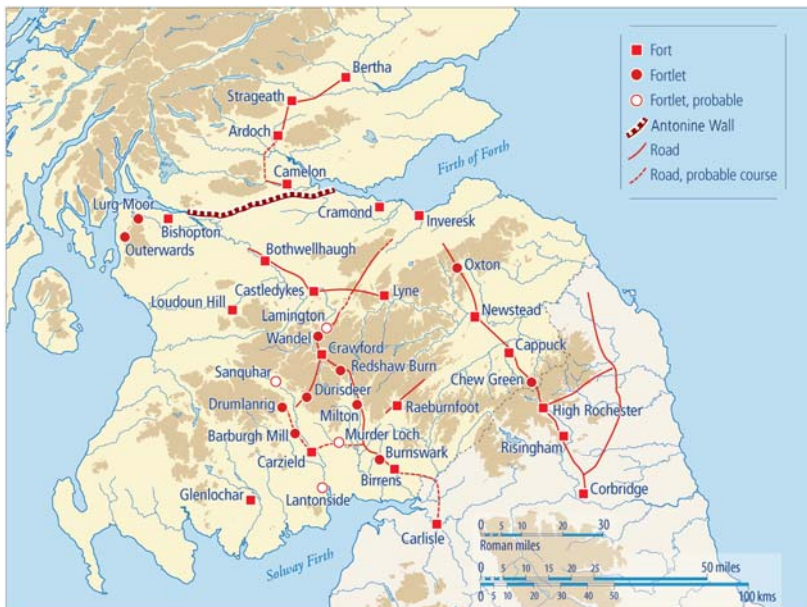 Bertha
Strageath
Ardoch
Camelon
Firth of Forth
Fort
Fortlet
Fortlet, probable
Antonine Wall
Road
Road, probable course
Lurg Moor
Bishopton
Outerwards
Cramond
Inveresk
Bothwellhaugh
Oxton
Castledykes
Lyne
Loudoun Hill
Newstead
Lamington
Wandel
Crawford
Cappuck
Redshaw Burn
Sanquhar
Chew Green
Durisdeer
Drumlanrig
Milton
Raeburnfoot
High Rochester
Barburgh Mill
Murder Loch
Risingham
Carzield
Burnswark
Birrens
Glenlochar
Lantonside
Corbridge
Carlisle
Solway Firth
0 5 10 20 30
Roman miles
0 5 10 15 20 25 50 miles
0 10 20 30 40 50 100 kms